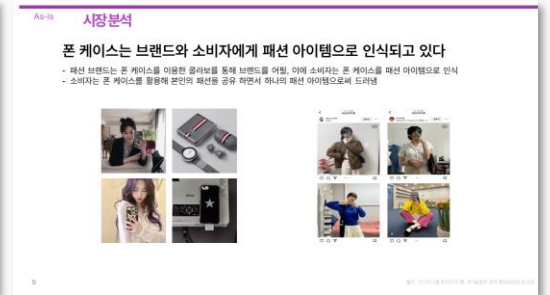 As-Is
시장분석
폰 케이스는 브랜드와 소비자에게 패션 아이템으로 인식되고 있다
- 패션 브랜드는 폰 케이스를 이용한 콜라보를 통해 브랜드를 어필, 이에 소비자는 폰 케이스를 패션 아이템으로 인식
- 소비자는 폰 케이스를 활용해 본인의 패션을 공유 하면서 하나의 패션 아이템으로써 드러냄
9